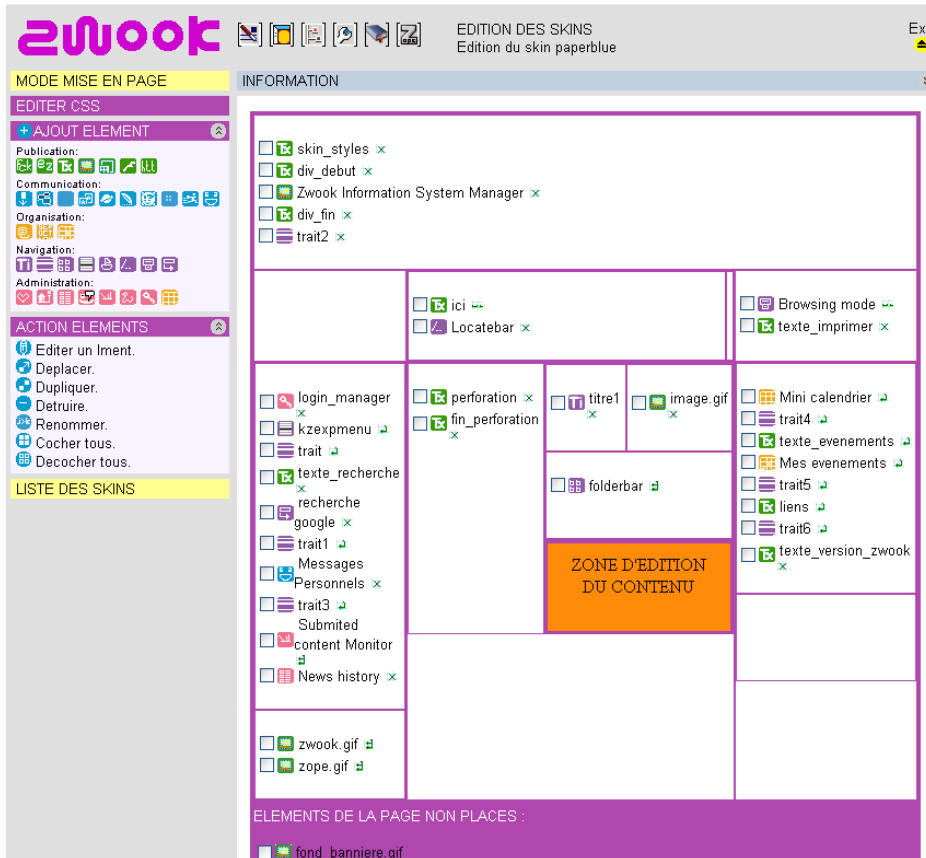 zwook
EDITION DES SKINS
Edition du skin paperblue
Ex
MODE MISE EN PAGE
INFORMATION
EDITER CSS
AJOUT ELEMENT
Publication:
Communication:
Organisation:
Navigation:
Administration:
ACTION ELEMENTS
Editer un lment.
Deplacer.
Dupliquer.
Detruire.
Renommer.
Cocher tous.
Decocher tous.
LISTE DES SKINS
skin_styles
div_debut
Zwook Information System Manager
div_fin
trait2
ici
Locatebar
Browsing mode
texte_imprimer
login_manager
kzexpmenu
trait
texte_recherche
recherche
google
trait1
Messages
Personnels
trait3
Submited
content Monitor
News history
perforation
fin_perforation
titre1
image.gif
folderbar
ZONE D'EDITION
DU CONTENU
Mini calendrier
trait4
texte_evenements
Mes evenements
trait5
liens
trait6
texte_version_zwook
zwook.gif
zope.gif
ELEMENTS DE LA PAGE NON PLACES :
fond_banniere.gif